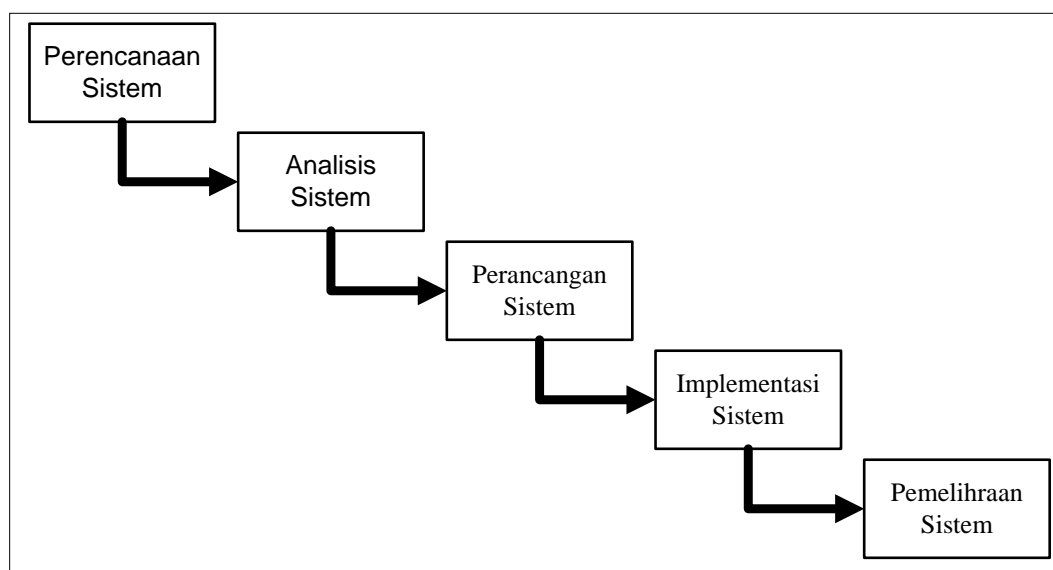 Perencanaan
Sistem
Analisis
Sistem
Perancangan
Sistem
Implementasi
Sistem
Pemelihraan
Sistem